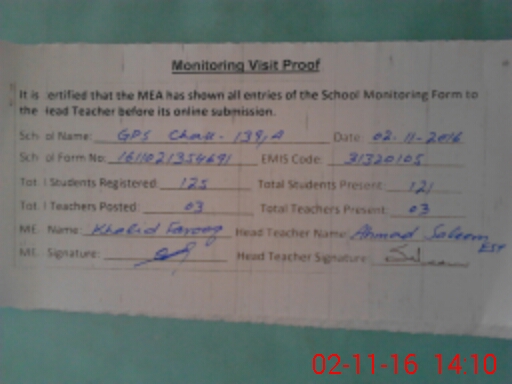 Monitoring Visit Proof
It is certified that the MEA has shown all entries of the School Monitoring Form to
the Head Teacher before its online submission.
School Name: GPS Chak - 139/A Date: 02-11-2016
School Form No: EMIS Code: 31320105
Total Students Registered: 125 Total Students Present: 121
Total Teachers Posted: 03 Total Teachers Present: 03
MEA Name: Khalid Farooq Head Teacher Name: Ahmad Saleem
EST
MEA Signature: Head Teacher Signature: Saleem
02-11-16 14:10